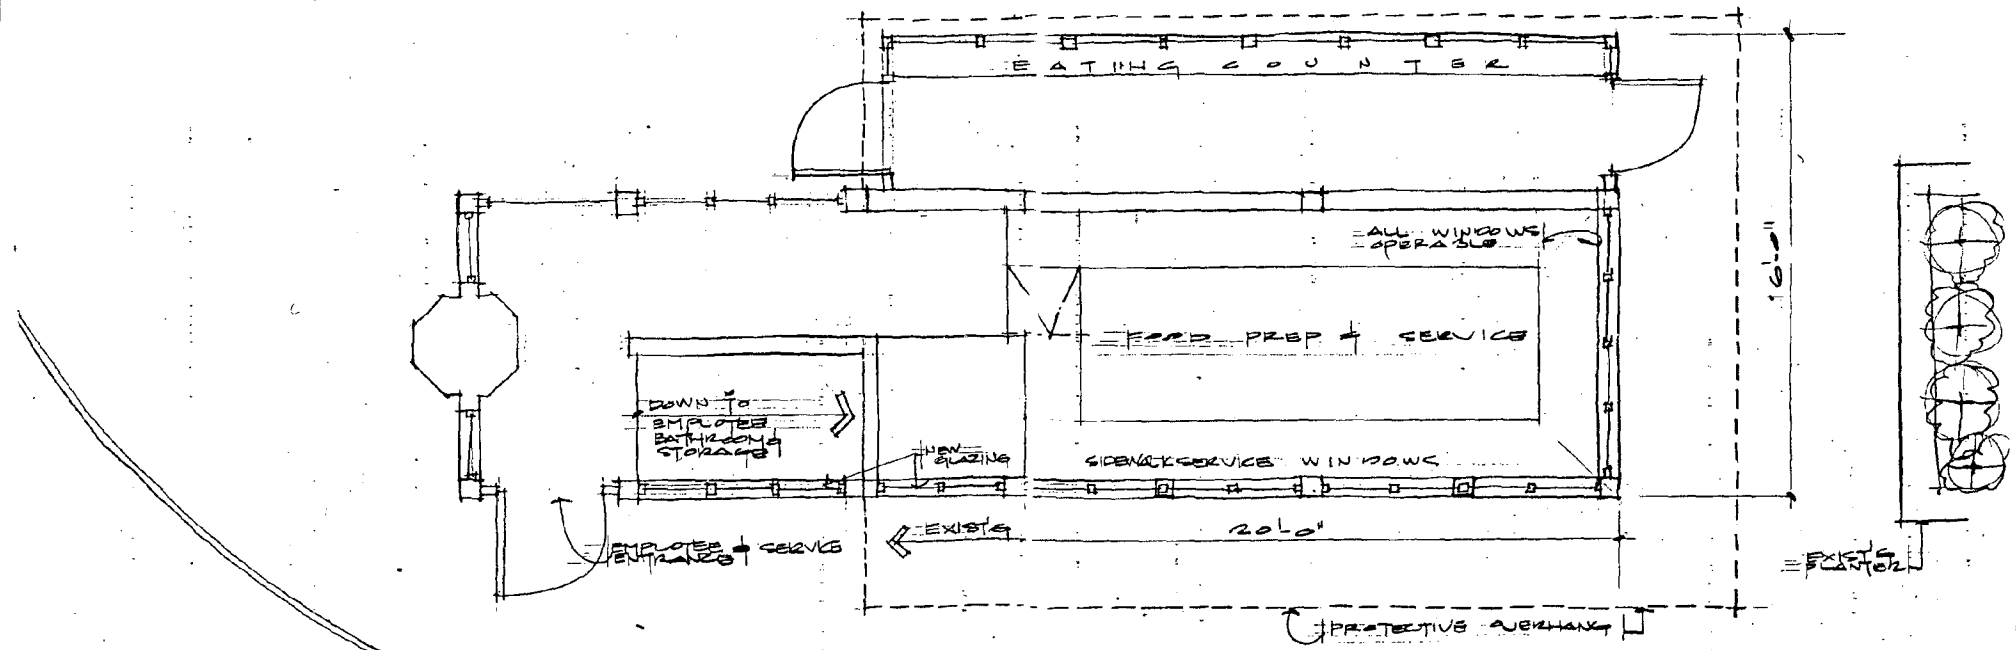 EATING COUNTER
ALL WINDOWS
OPERABLE
16'-0"
FOOD PREP & SERVICE
DOWN TO
EMPLOYEE
BATHROOM &
STORAGE
NEW
GLAZING
SIDEWALK SERVICE WINDOWS
EXIST'G
20'-0"
EMPLOYEE & SERVICE
ENTRANCE
EXIST'G
PLANTER
PROTECTIVE OVERHANG